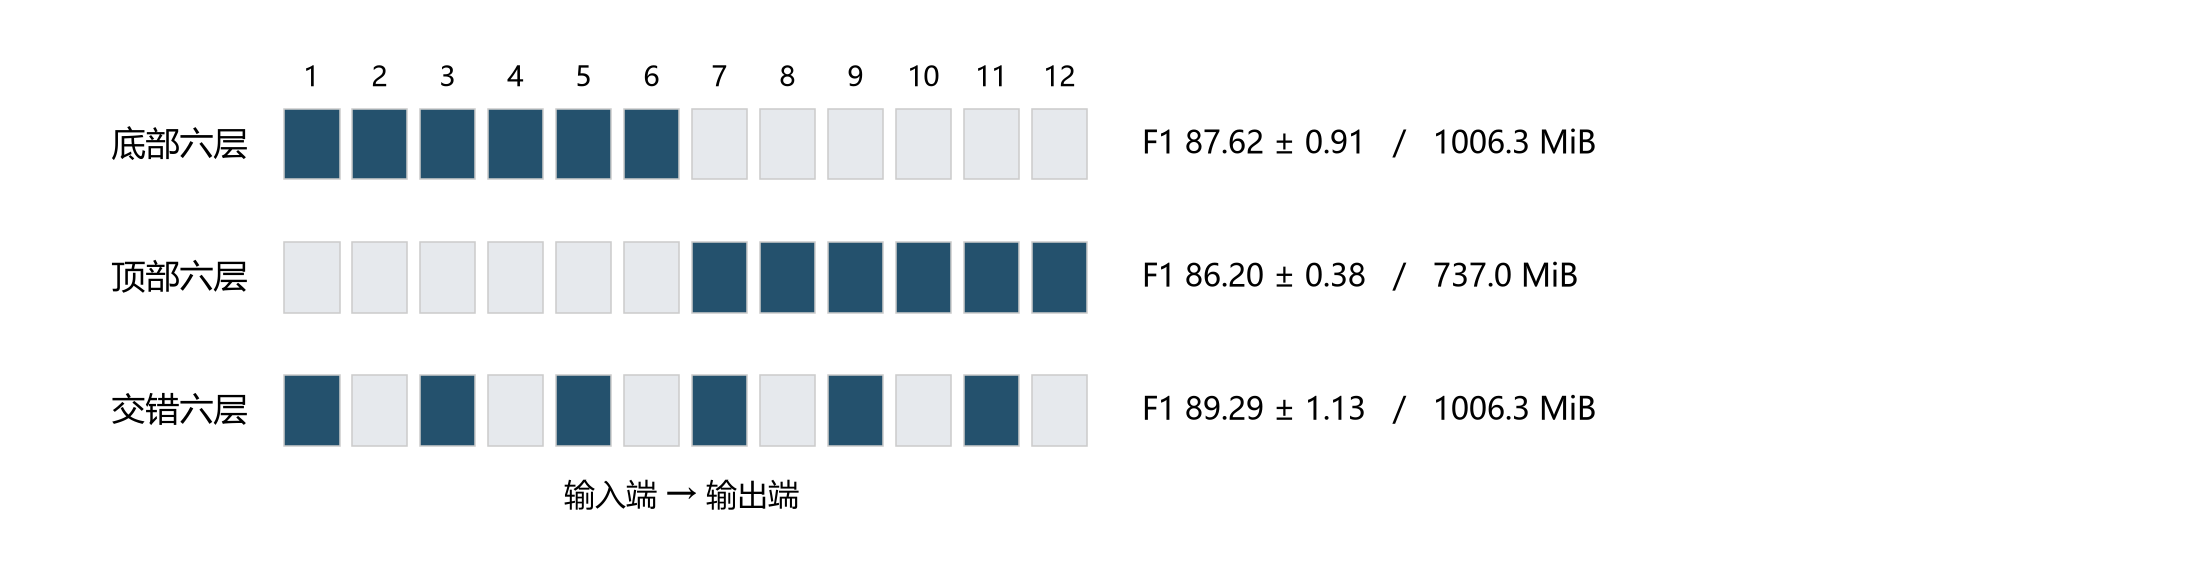 1 2 3 4 5 6 7 8 9 10 11 12
底部六层 F1 87.62 ± 0.91 / 1006.3 MiB
顶部六层 F1 86.20 ± 0.38 / 737.0 MiB
交错六层 F1 89.29 ± 1.13 / 1006.3 MiB
输入端 → 输出端